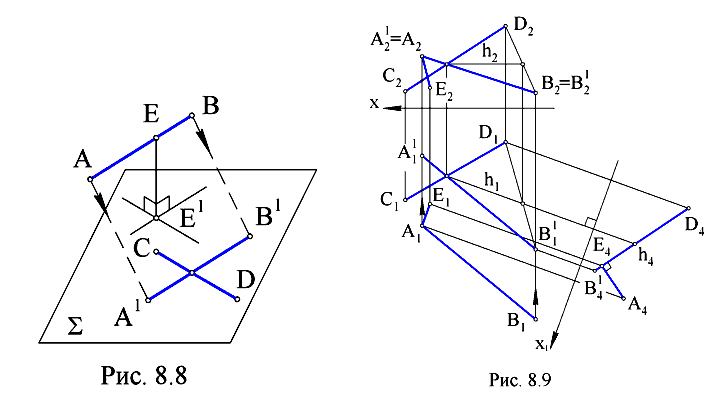 E
B
A
E¹
C
B¹
D
A¹
Σ
Рис. 8.8
D₂
A₂¹=A₂
h₂
C₂
E₂
B₂=B₂¹
x
D₁
A₁¹
h₁
C₁
E₁
D₄
A₁
B₁¹
E₄
h₄
B₄¹
A₄
B₁
x₁
Рис. 8.9